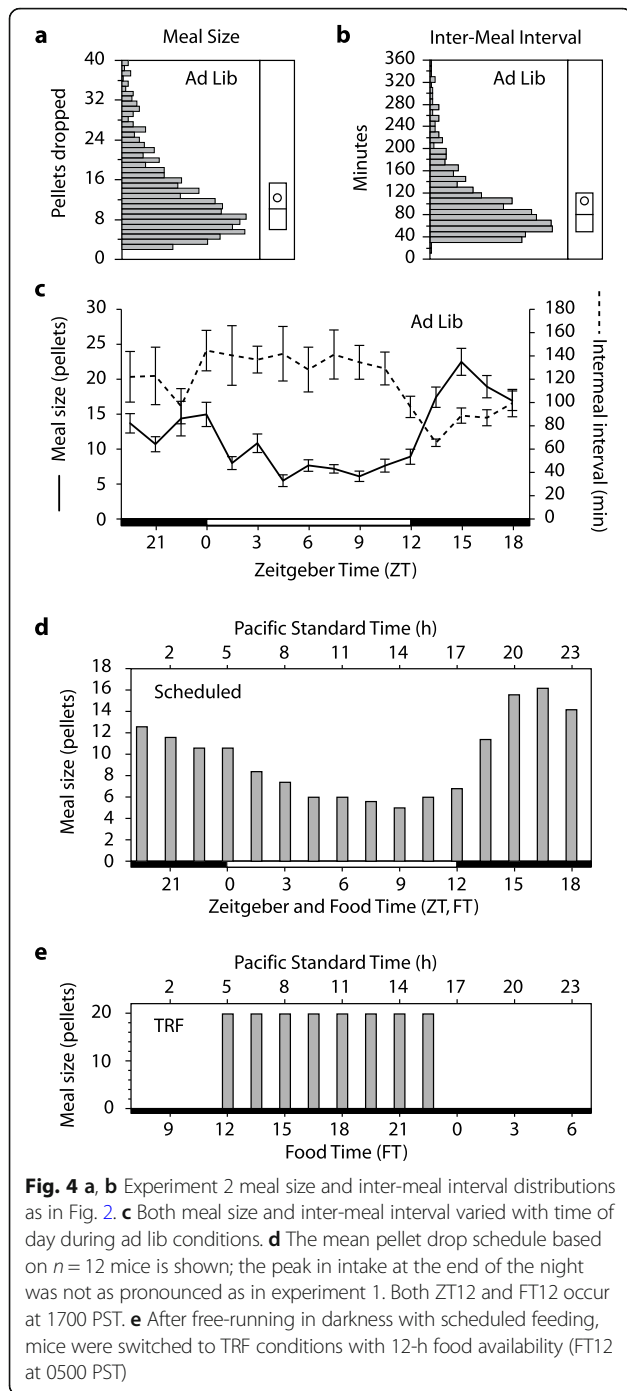 a
Meal Size
Pellets dropped
40
32
24
16
8
0
Ad Lib
b
Inter-Meal Interval
Minutes
360
320
280
240
200
160
120
80
40
0
Ad Lib
c
Meal size (pellets)
30
25
20
15
10
5
0
Ad Lib
180
160
140
120
100
80
60
40
20
0
Intermeal interval (min)
21 0 3 6 9 12 15 18
Zeitgeber Time (ZT)
d
Pacific Standard Time (h)
2 5 8 11 14 17 20 23
Meal size (pellets)
18
16
14
12
10
8
6
4
2
0
Scheduled
21 0 3 6 9 12 15 18
Zeitgeber and Food Time (ZT, FT)
e
Pacific Standard Time (h)
2 5 8 11 14 17 20 23
Meal size (pellets)
20
10
0
TRF
9 12 15 18 21 0 3 6
Food Time (FT)
Fig. 4 a, b Experiment 2 meal size and inter-meal interval distributions
as in Fig. 2. c Both meal size and inter-meal interval varied with time of
day during ad lib conditions. d The mean pellet drop schedule based
on n = 12 mice is shown; the peak in intake at the end of the night
was not as pronounced as in experiment 1. Both ZT12 and FT12 occur
at 1700 PST. e After free-running in darkness with scheduled feeding,
mice were switched to TRF conditions with 12-h food availability (FT12
at 0500 PST)